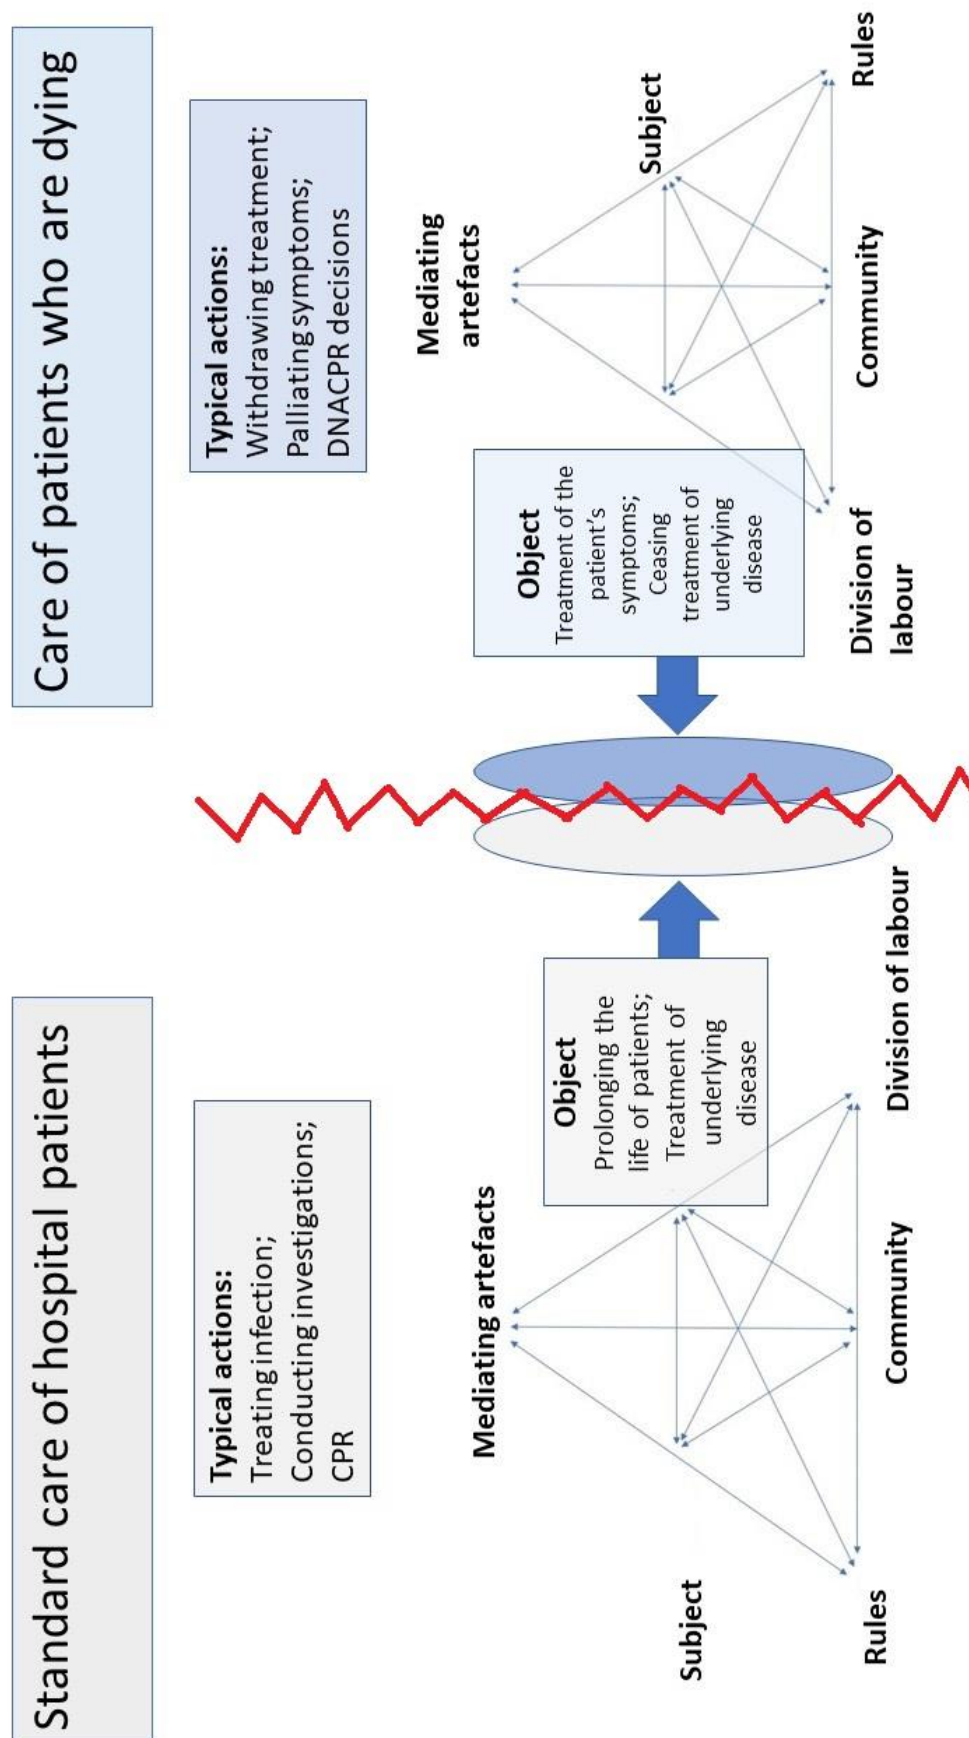 Standard care of hospital patients
Typical actions:
Treating infection;
Conducting investigations;
CPR
Mediating artefacts
Subject
Object
Prolonging the
life of patients;
Treatment of
underlying
disease
Rules
Community
Division of labour
Care of patients who are dying
Typical actions:
Withdrawing treatment;
Palliating symptoms;
DNACPR decisions
Mediating
artefacts
Object
Treatment of the
patient's
symptoms;
Ceasing
treatment of
underlying
disease
Subject
Division of
labour
Community
Rules